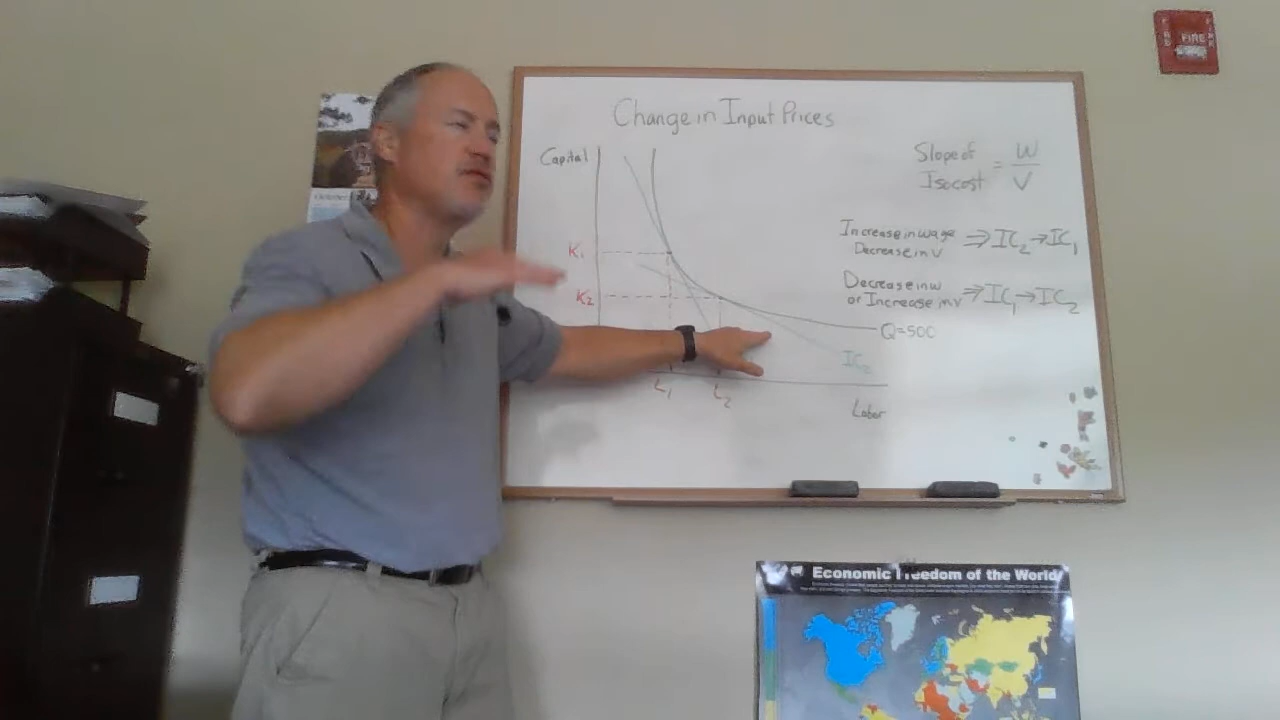 Change in Input Prices
Capital
Slope of
Isocost = W/V
Increase in wage
Decrease in V ⇒ IC₂→IC₁
K₁
Decrease in w
or Increase in V ⇒ IC₁→IC₂
K₂
Q=500
IC₂
L₁ L₂
Labor
FIRE
October
Economic Freedom of the World